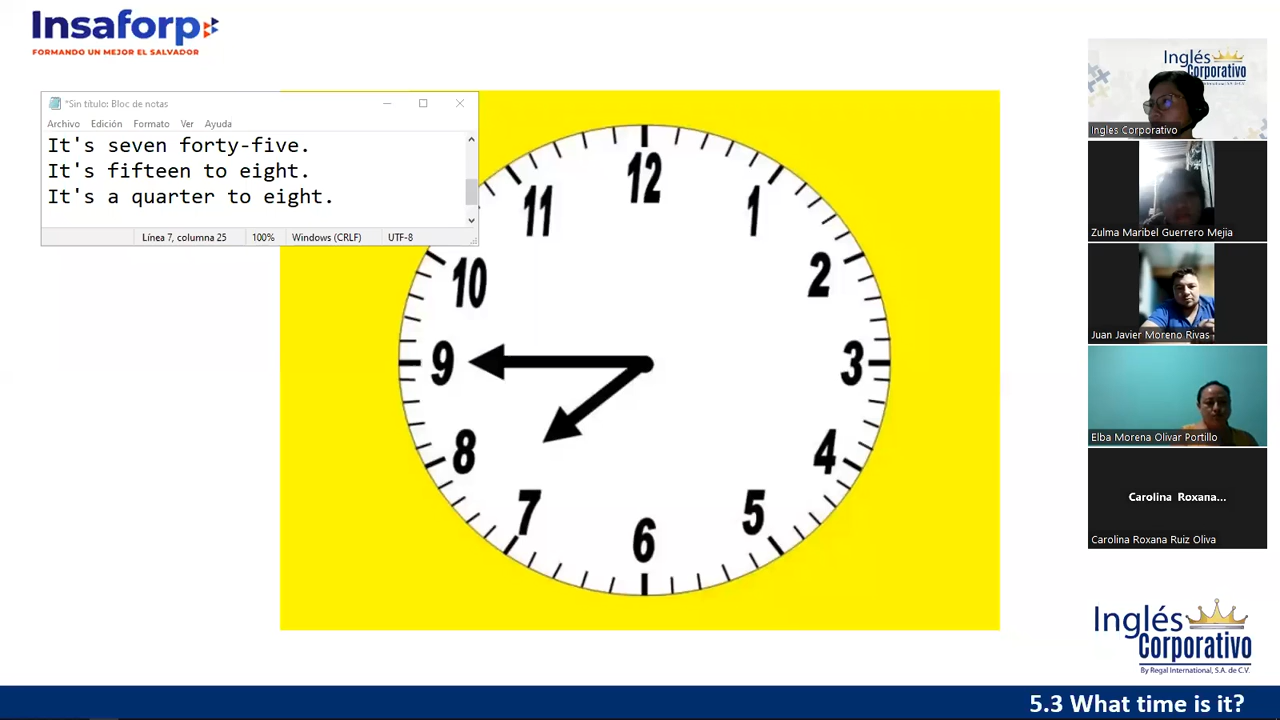 Insaforp
FORMANDO UN MEJOR EL SALVADOR
*Sin título: Bloc de notas
Archivo Edición Formato Ver Ayuda
It's seven forty-five.
It's fifteen to eight.
It's a quarter to eight.
Línea 7, columna 25 100% Windows (CRLF) UTF-8
12
1
2
3
4
5
6
7
8
9
10
11
Inglés
Corporativo
Ingles Corporativo
Zulma Maribel Guerrero Mejia
Juan Javier Moreno Rivas
Elba Morena Olivar Portillo
Carolina Roxana...
Carolina Roxana Ruiz Oliva
Inglés
Corporativo
By Regal International, S.A. de C.V.
5.3 What time is it?